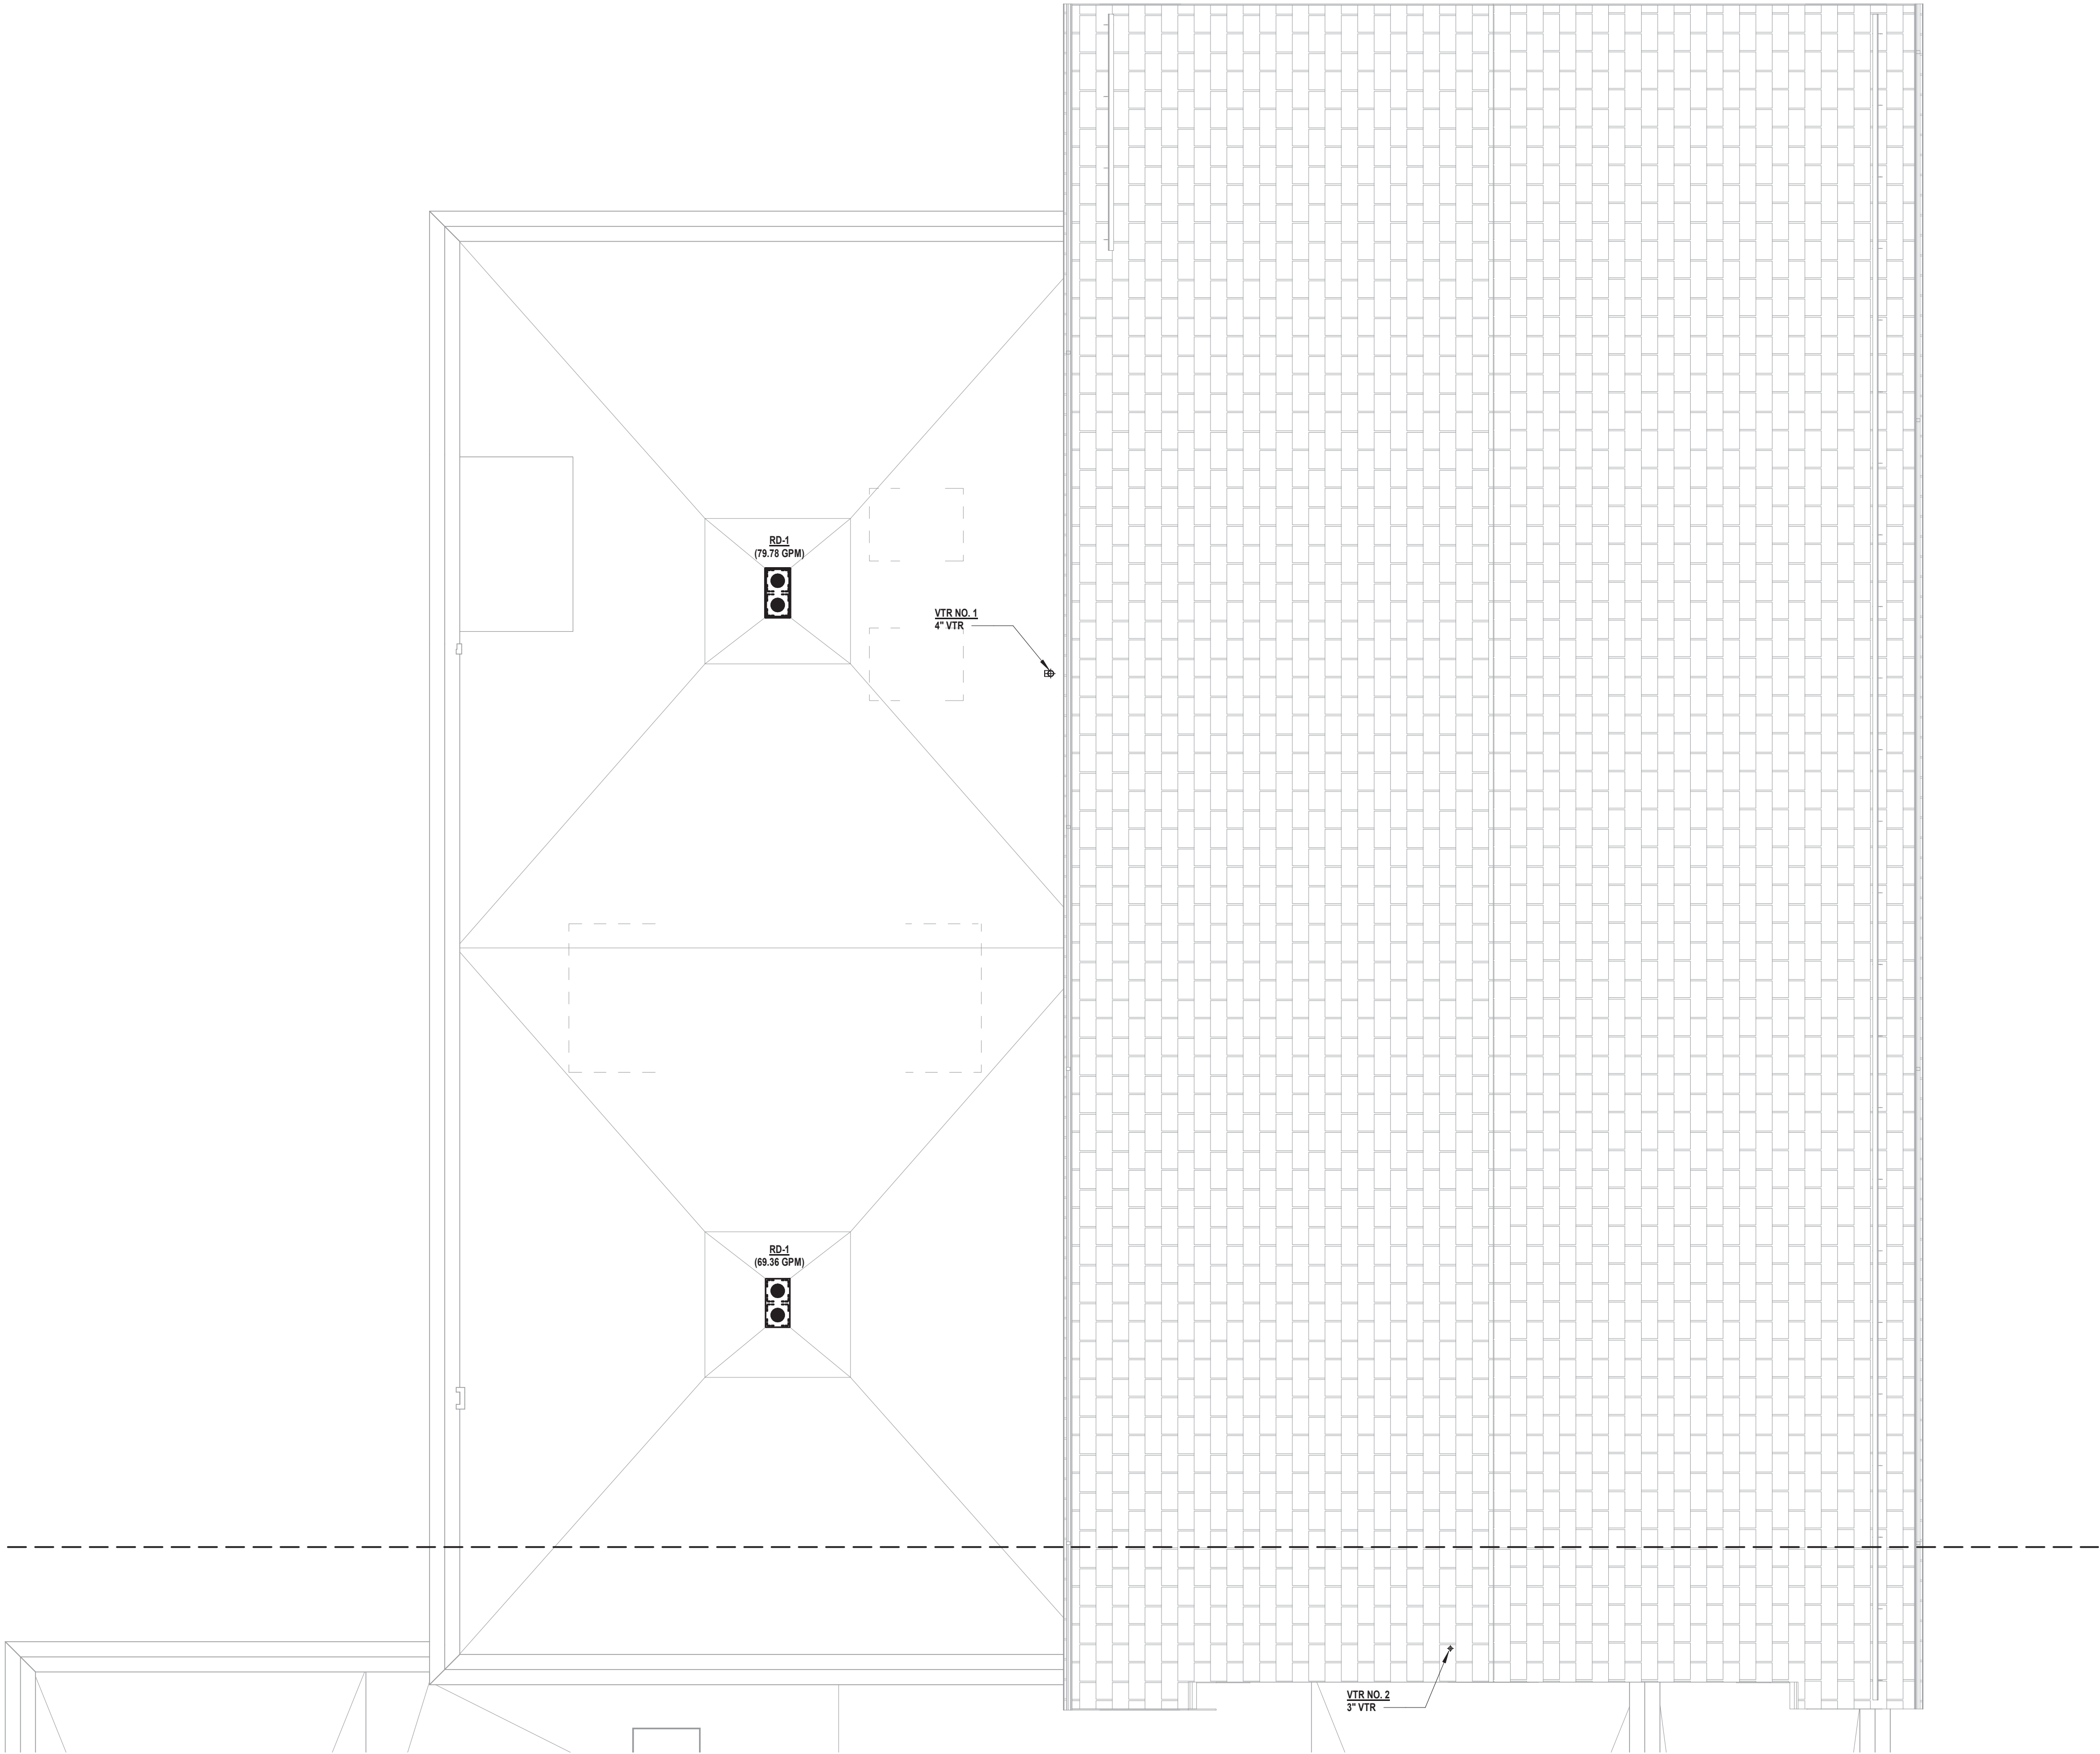 RD-1
(79.78 GPM)
VTR NO. 1
4" VTR
RD-1
(69.36 GPM)
VTR NO. 2
3" VTR